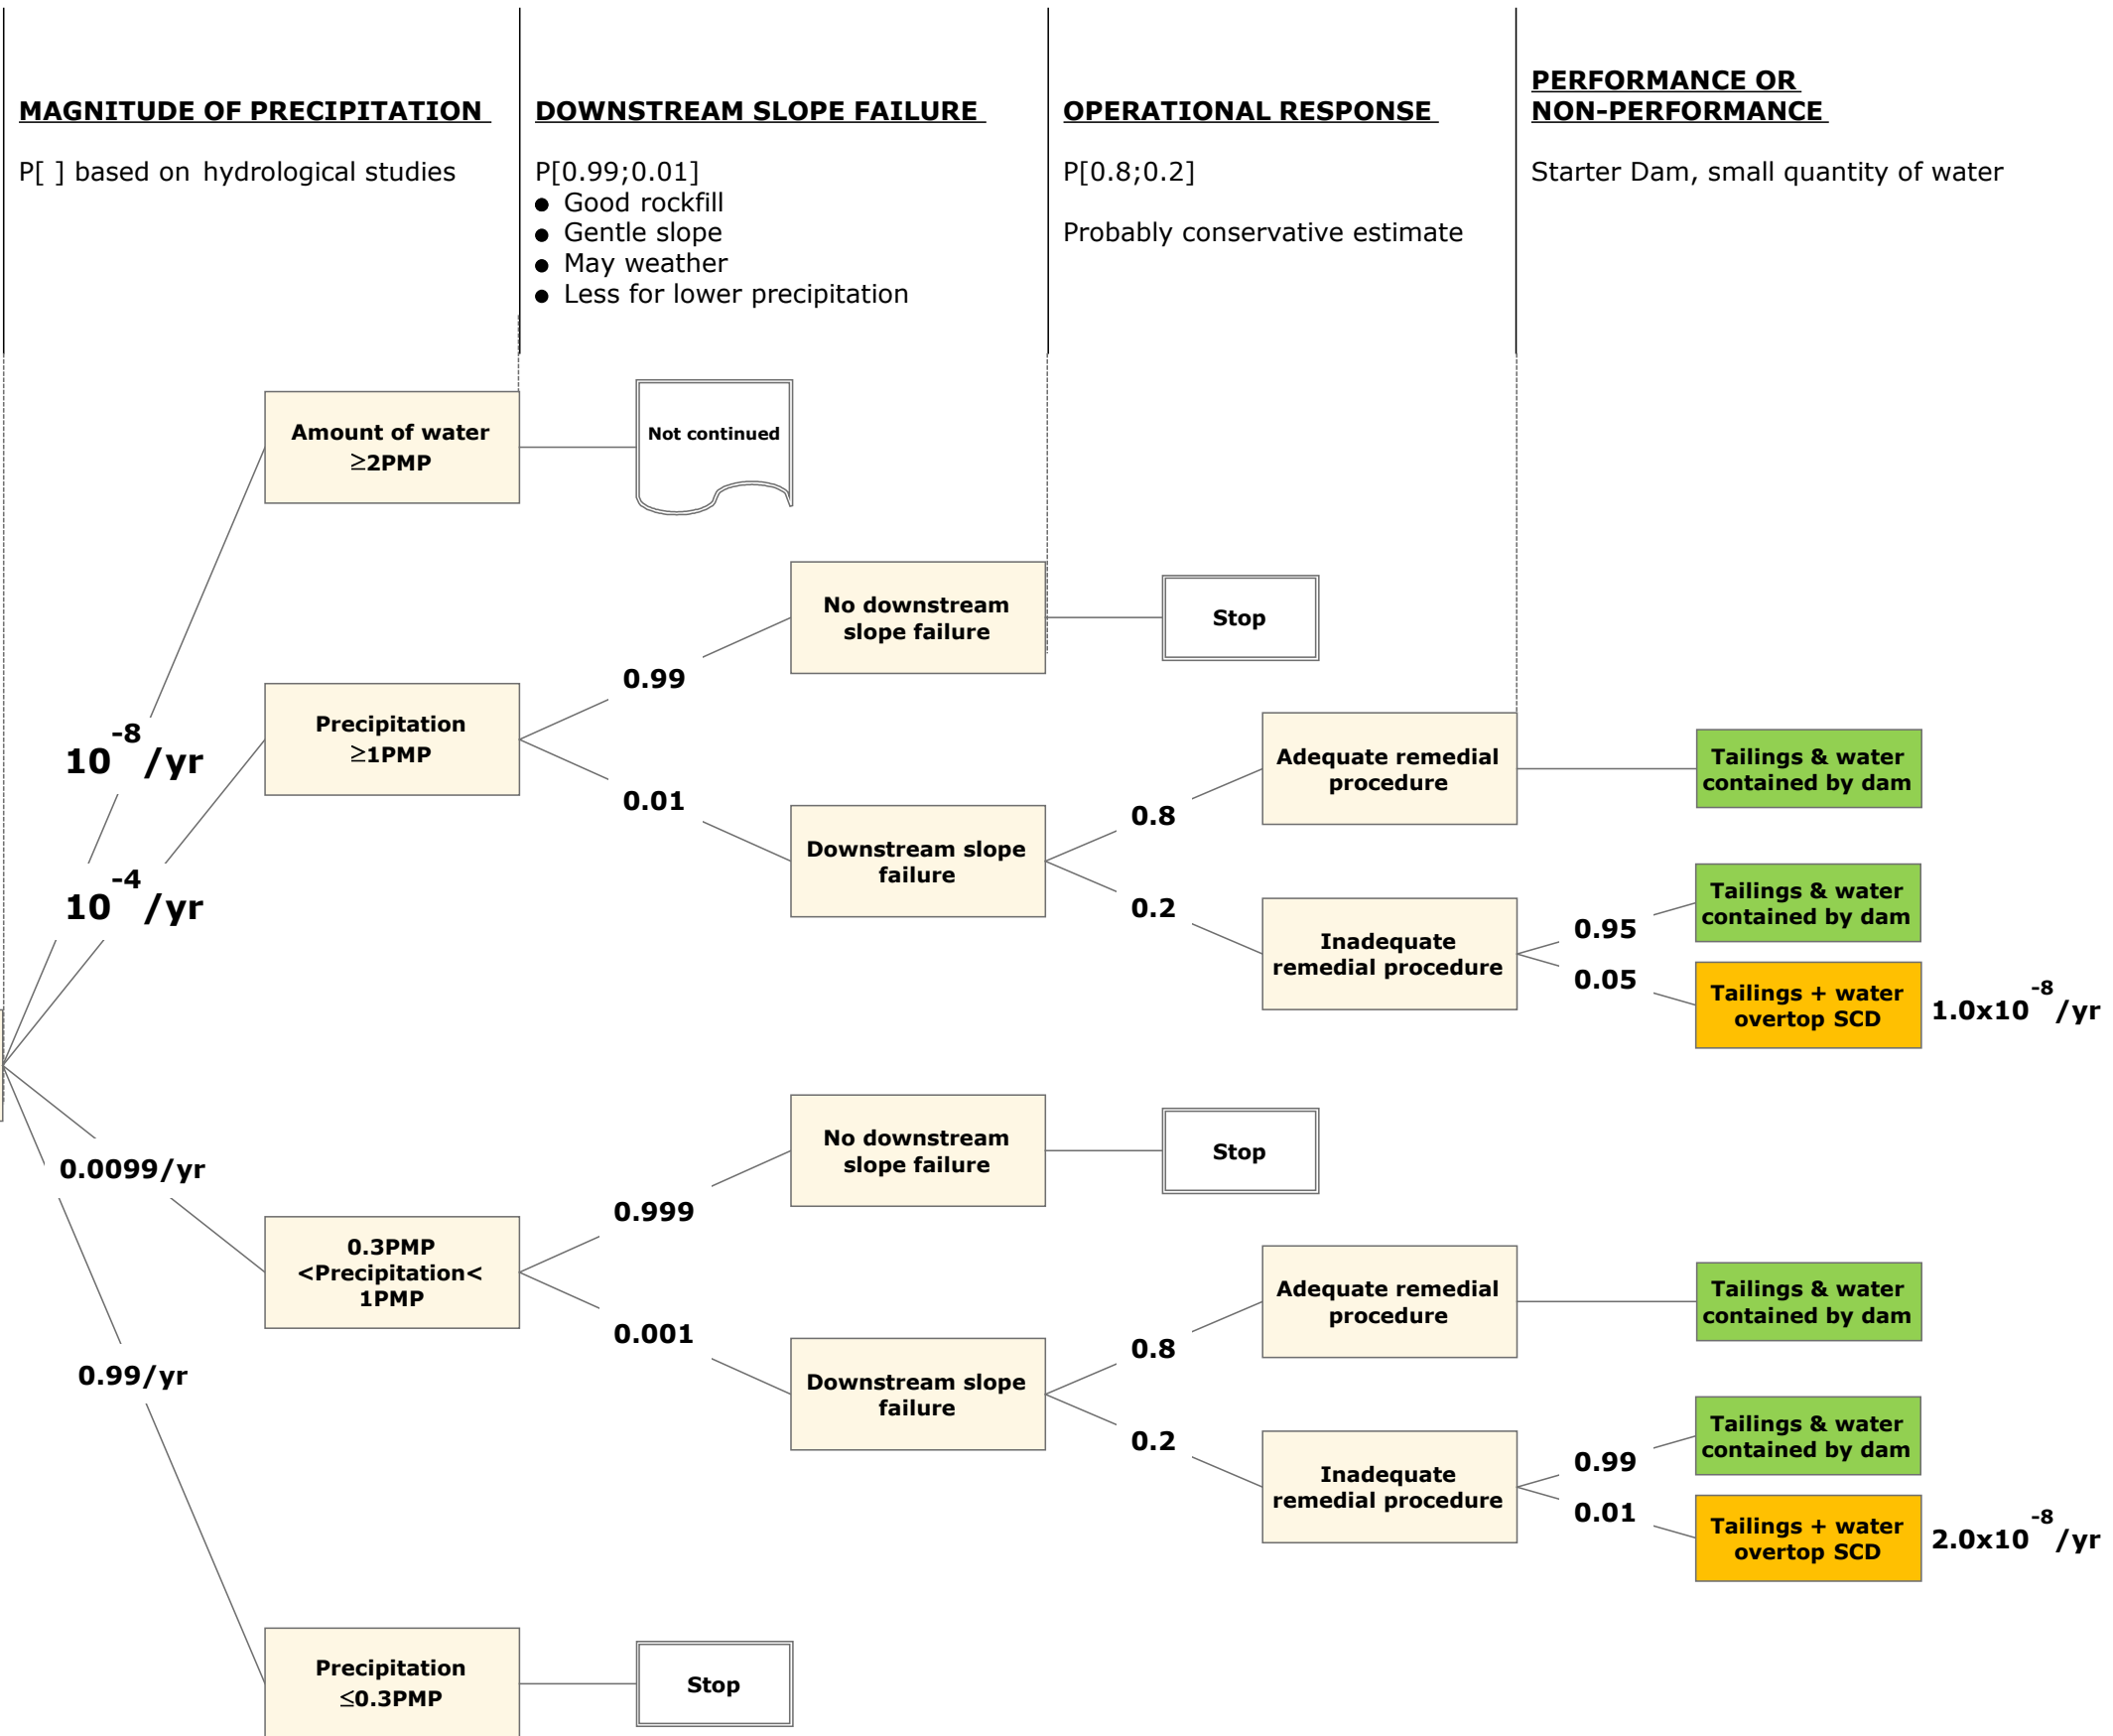 MAGNITUDE OF PRECIPITATION
P[ ] based on hydrological studies
DOWNSTREAM SLOPE FAILURE
P[0.99;0.01]
● Good rockfill
● Gentle slope
● May weather
● Less for lower precipitation
OPERATIONAL RESPONSE
P[0.8;0.2]
Probably conservative estimate
PERFORMANCE OR
NON-PERFORMANCE
Starter Dam, small quantity of water
Amount of water
≥2PMP
Not continued
No downstream
slope failure
Stop
0.99
10⁻⁸/yr
Precipitation
≥1PMP
0.01
Adequate remedial
procedure
Tailings & water
contained by dam
0.8
Downstream slope
failure
10⁻⁴/yr
0.2
Inadequate
remedial procedure
0.95
Tailings & water
contained by dam
0.05
Tailings + water
overtop SCD
1.0x10⁻⁸/yr
No downstream
slope failure
Stop
0.0099/yr
0.999
0.3PMP
<Precipitation<
1PMP
0.001
Adequate remedial
procedure
Tailings & water
contained by dam
0.8
0.99/yr
Downstream slope
failure
0.2
Inadequate
remedial procedure
0.99
Tailings & water
contained by dam
0.01
Tailings + water
overtop SCD
2.0x10⁻⁸/yr
Precipitation
≤0.3PMP
Stop